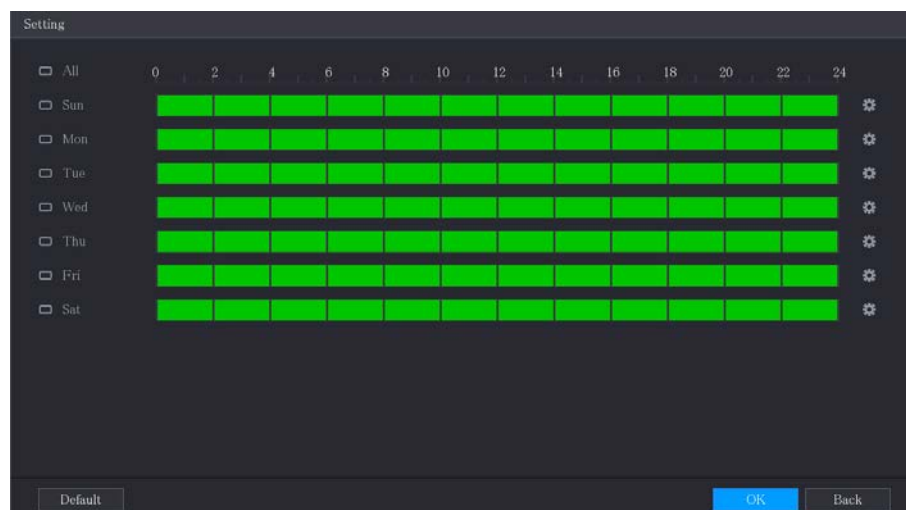 Setting
All 0 2 4 6 8 10 12 14 16 18 20 22 24
Sun
Mon
Tue
Wed
Thu
Fri
Sat
Default OK Back